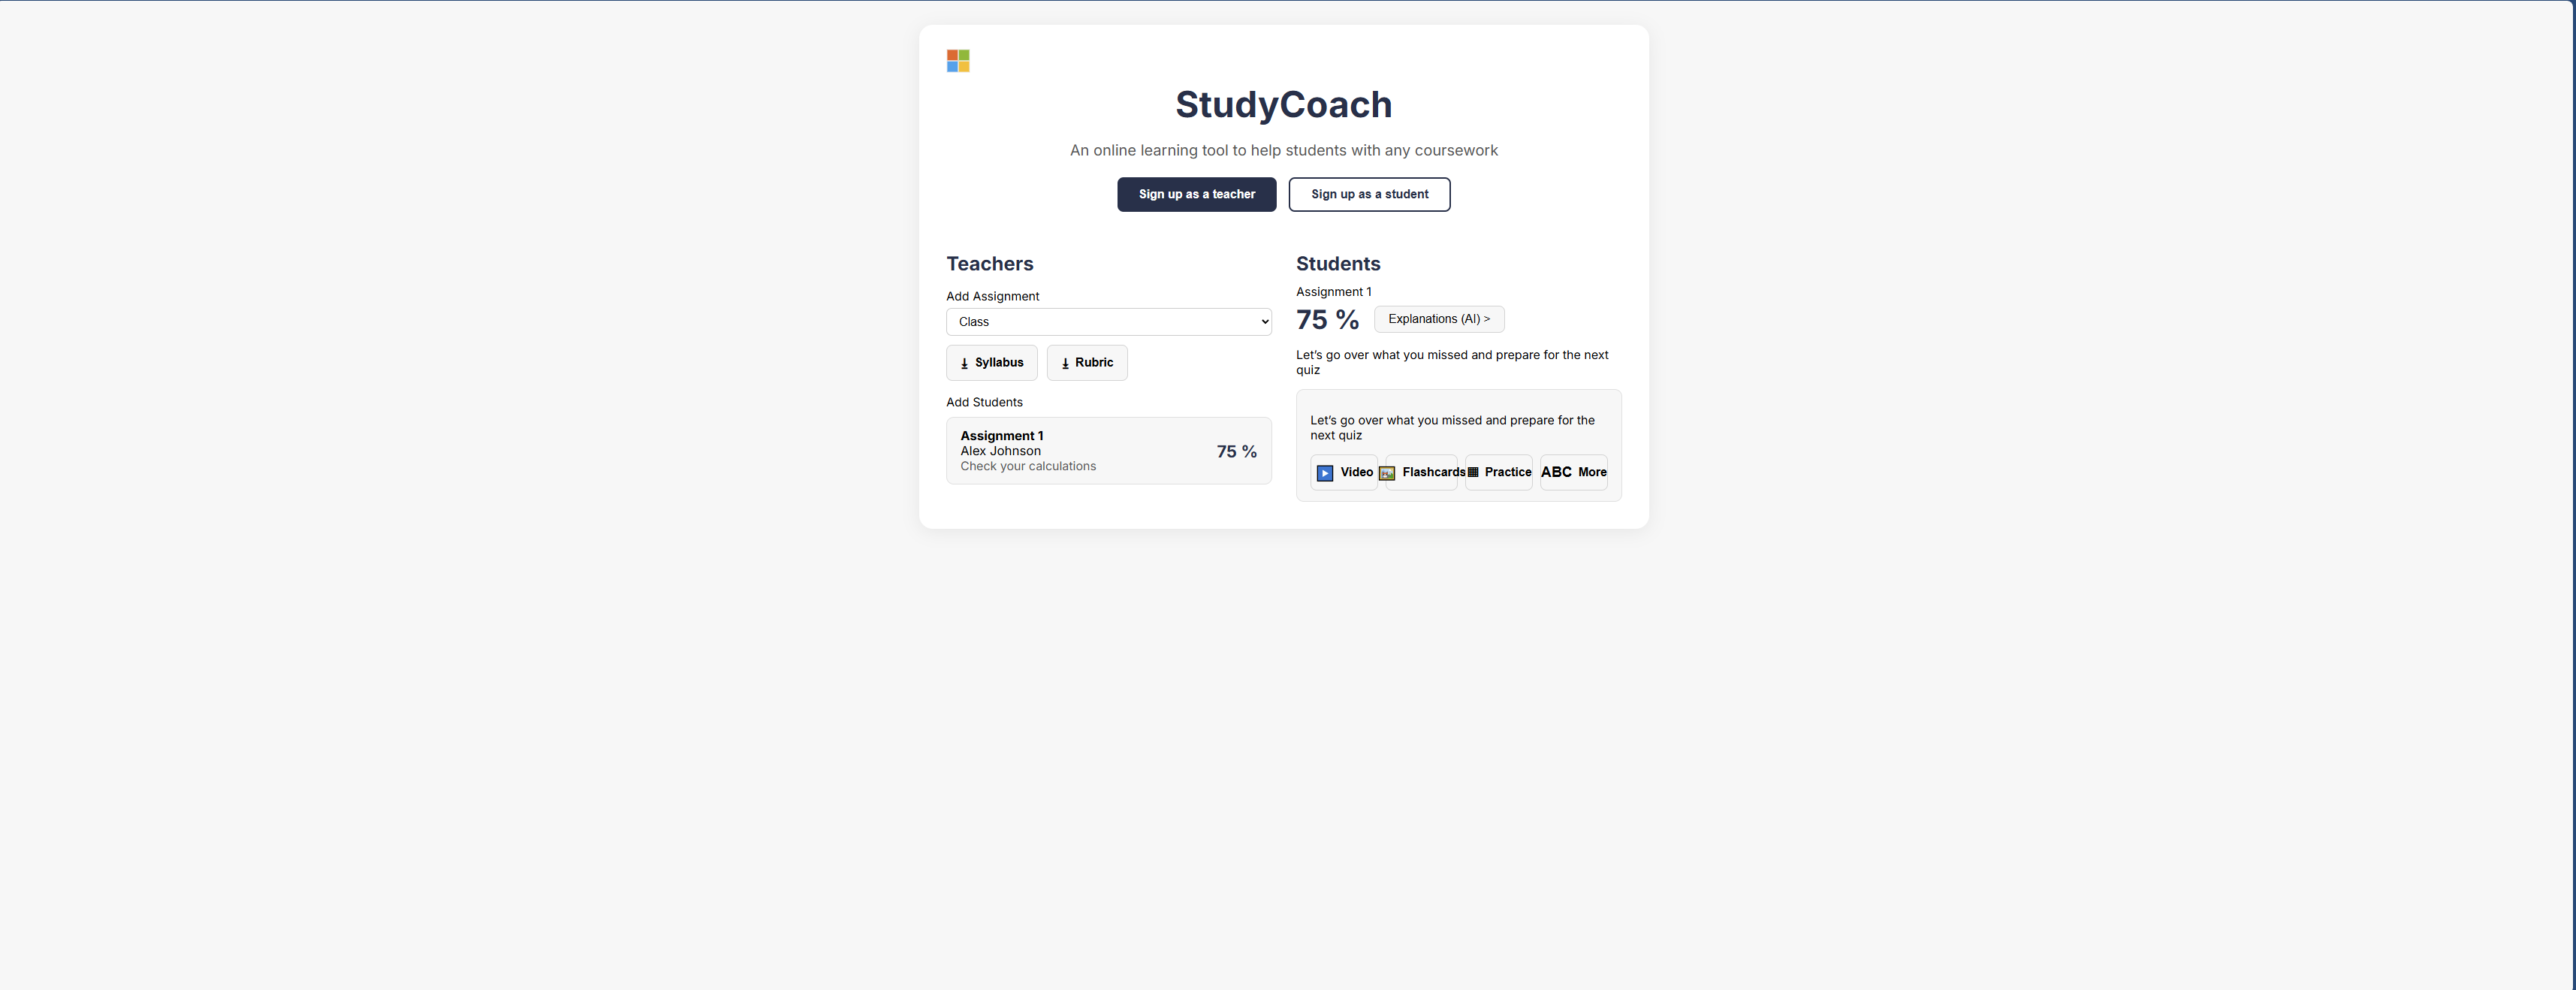 StudyCoach
An online learning tool to help students with any coursework
Sign up as a teacher
Sign up as a student
Teachers
Add Assignment
Class
Syllabus
Rubric
Add Students
Assignment 1
Alex Johnson
Check your calculations
75 %
Students
Assignment 1
75 %
Explanations (AI) >
Let’s go over what you missed and prepare for the next
quiz
Let’s go over what you missed and prepare for the
next quiz
Video
Flashcards
Practice
ABC More